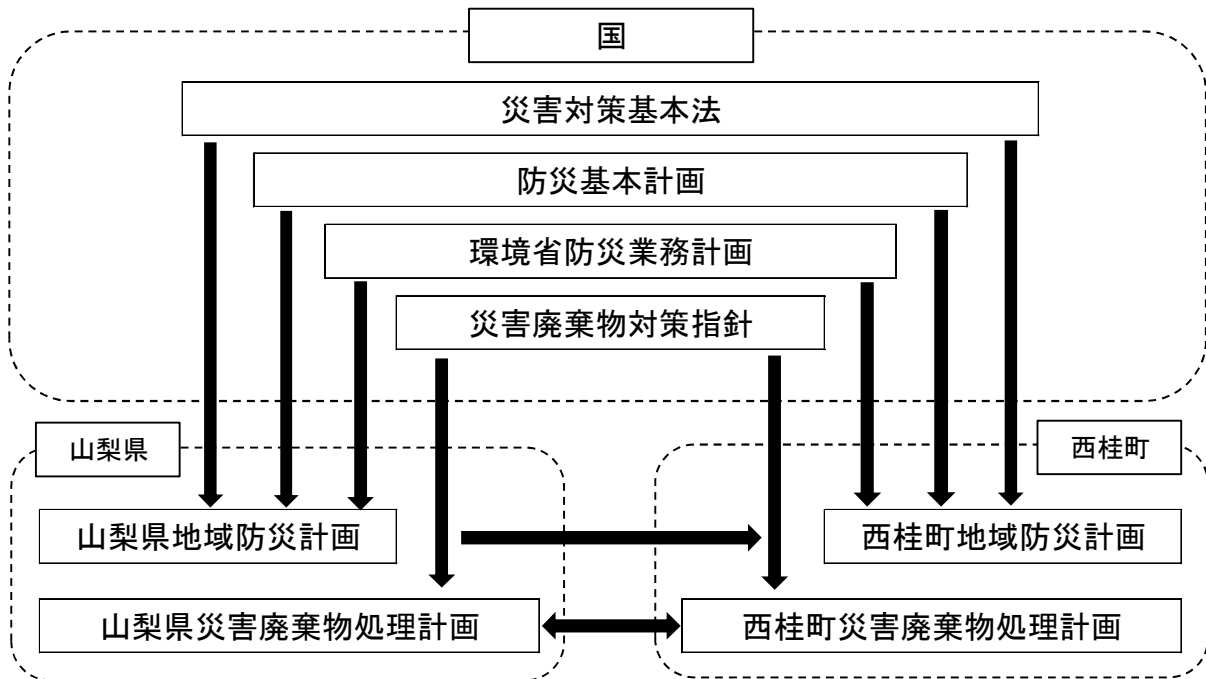 国
災害対策基本法
防災基本計画
環境省防災業務計画
災害廃棄物対策指針
山梨県
西桂町
山梨県地域防災計画
西桂町地域防災計画
山梨県災害廃棄物処理計画
西桂町災害廃棄物処理計画